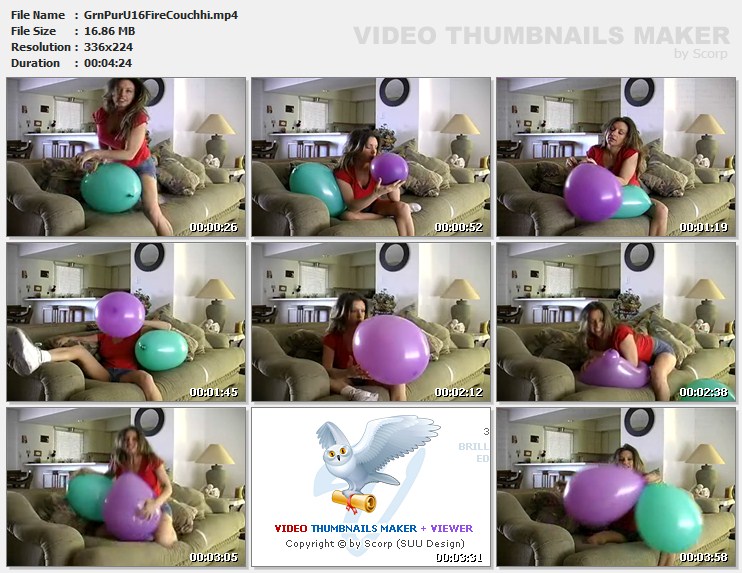 File Name : GrnPurU16FireCouchhi.mp4
File Size : 16.86 MB
Resolution : 336x224
Duration : 00:04:24
VIDEO THUMBNAILS MAKER
by Scorp
00:00:26
00:00:52
00:01:19
00:01:45
00:02:12
00:02:38
00:03:05
3
BRILL
ED
VIDEO THUMBNAILS MAKER + VIEWER
Copyright © by Scorp (SUU Design)
00:03:31
00:03:58